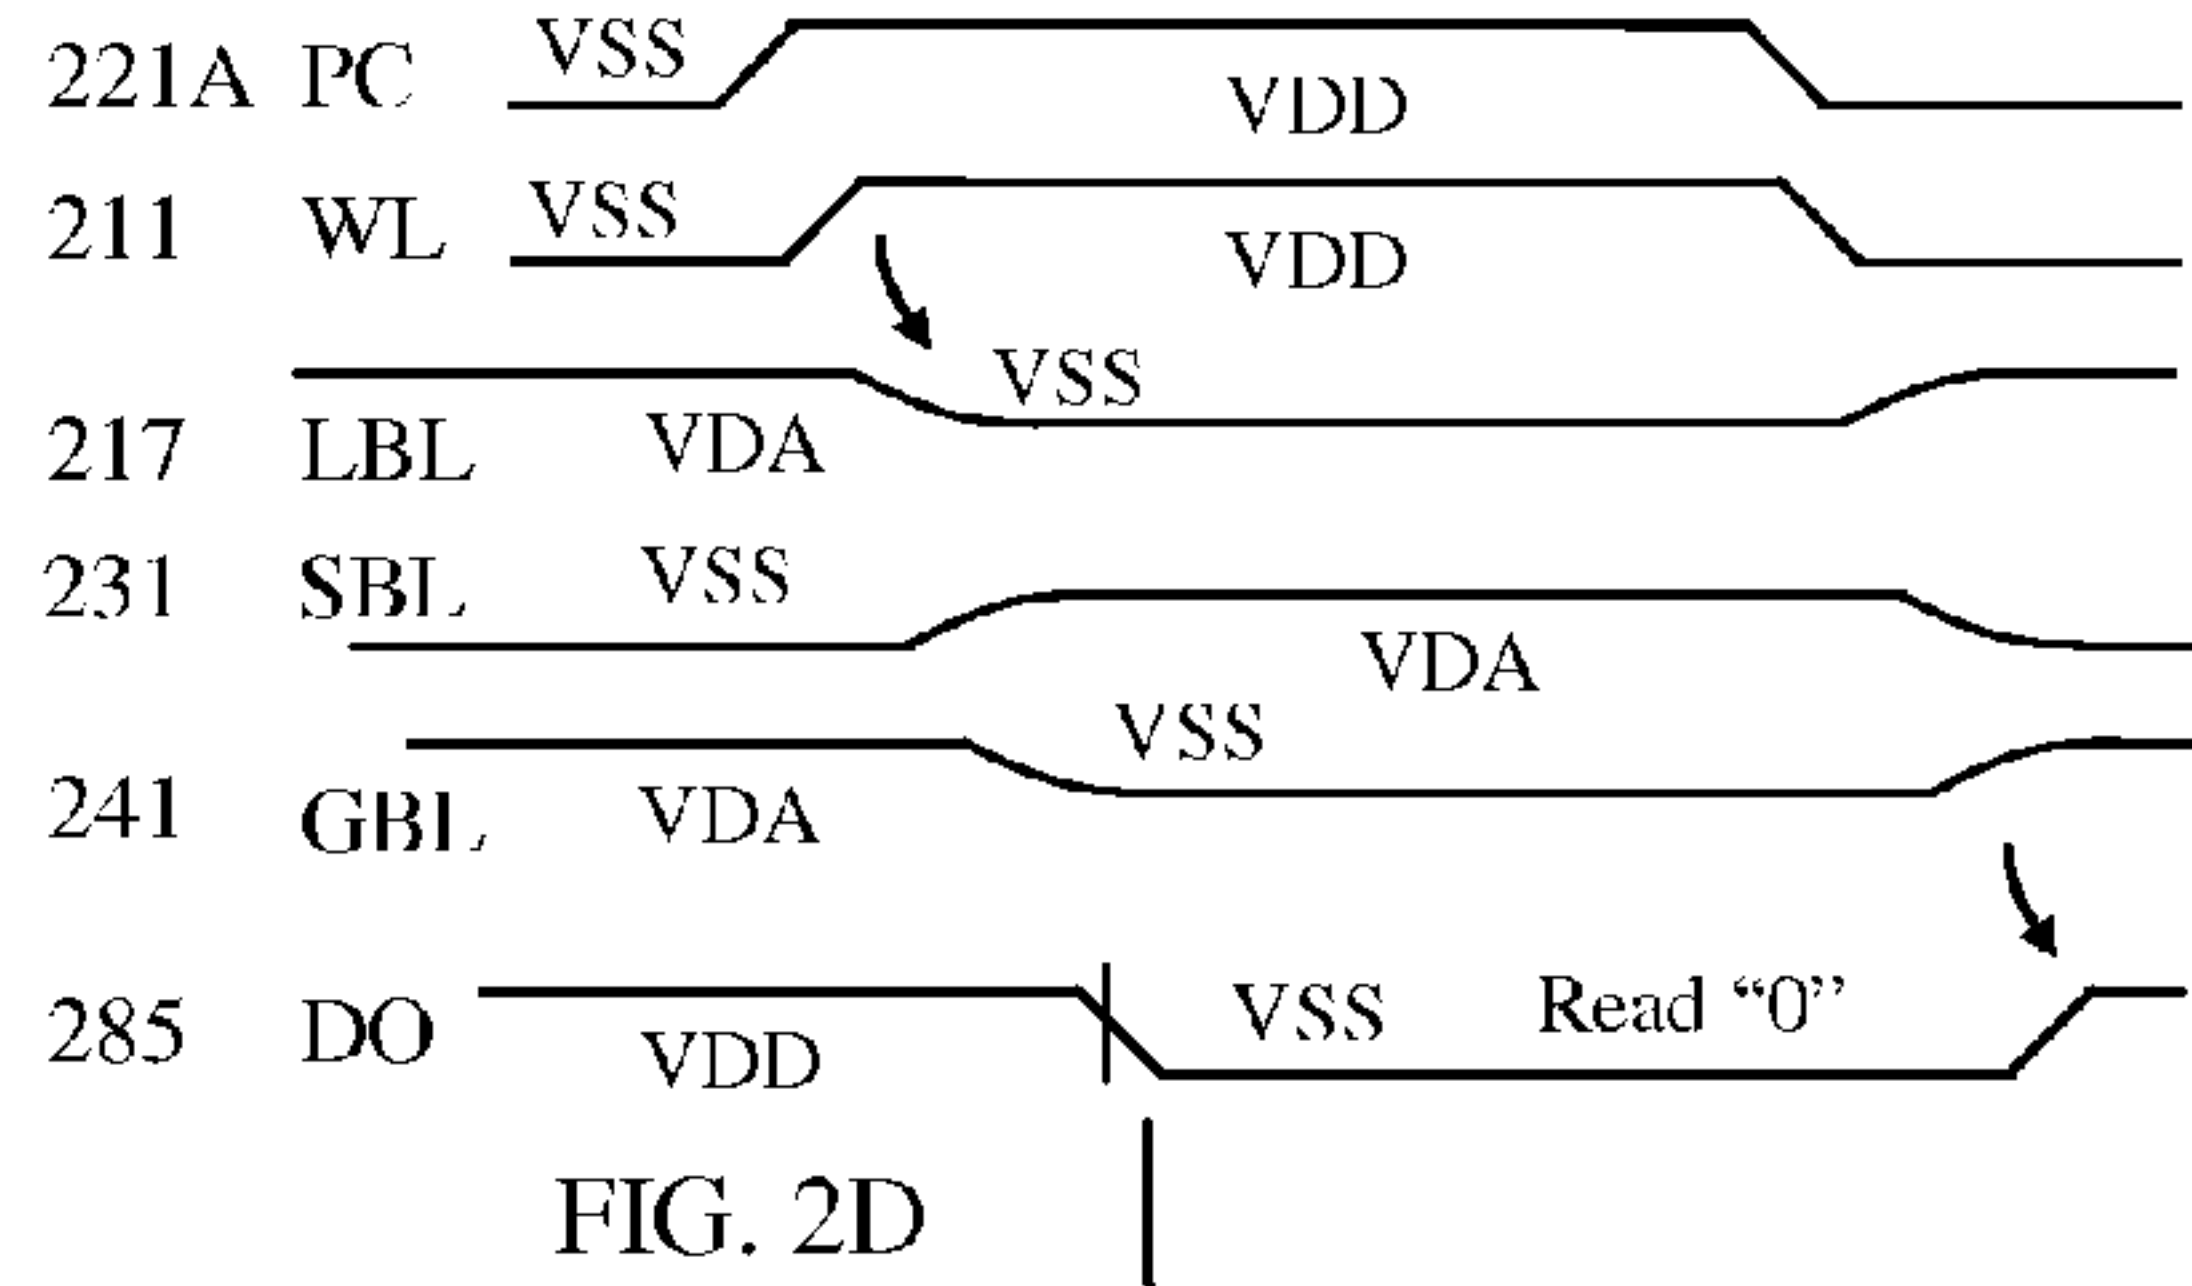 221A PC VSS VDD
211 WL VSS VDD
217 LBL VDA VSS
231 SBL VSS VDA
241 GBL VDA VSS
285 DO VDD VSS Read “0”
FIG. 2D